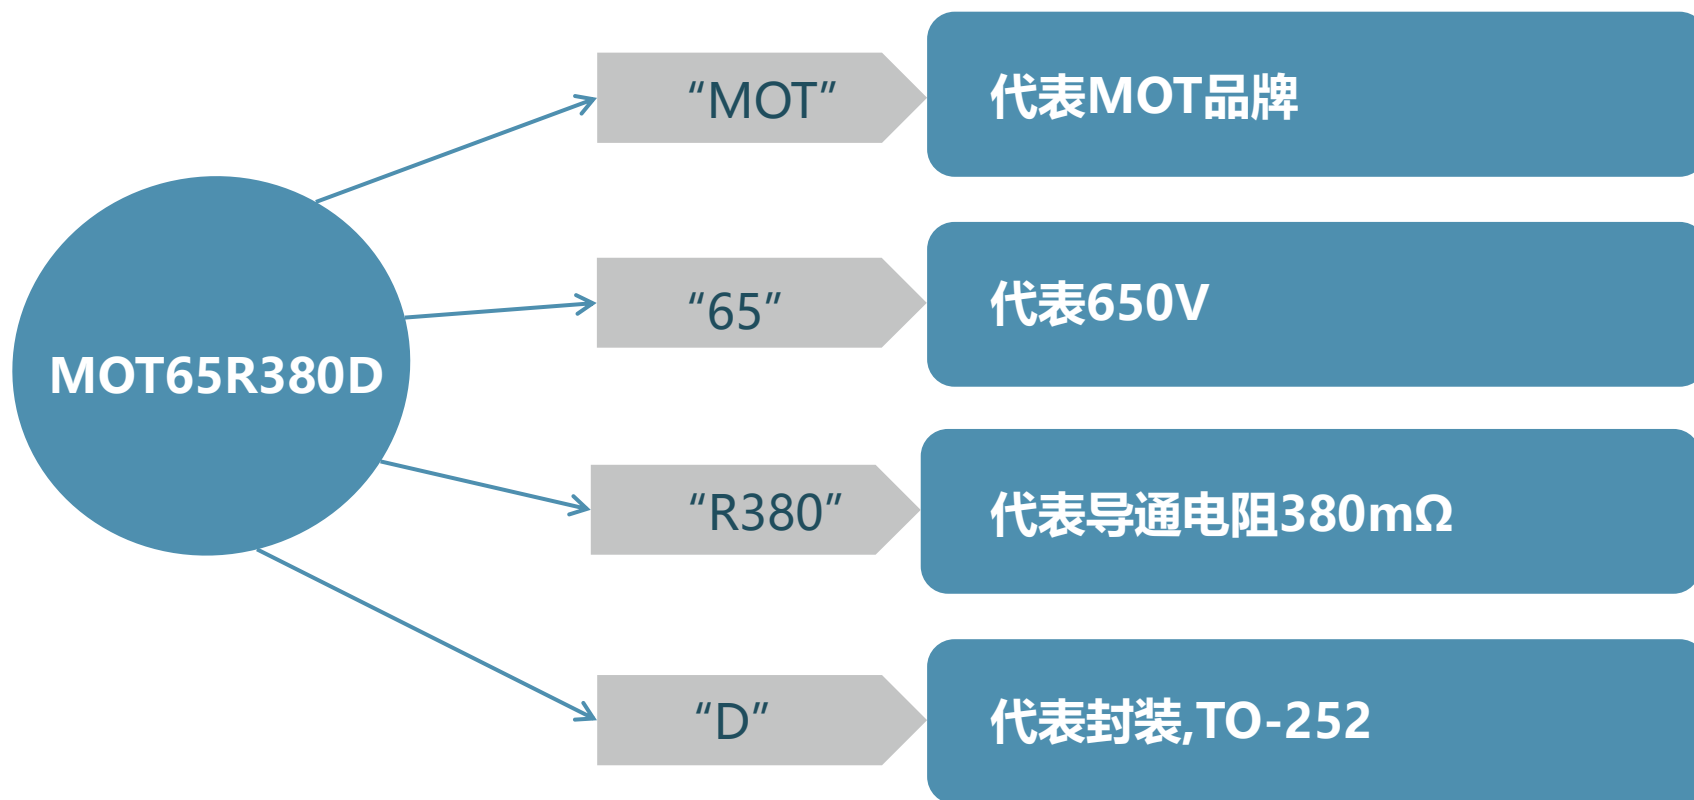 MOT65R380D
“MOT”
代表MOT品牌
“65”
代表650V
“R380”
代表导通电阻380mΩ
“D”
代表封装,TO-252